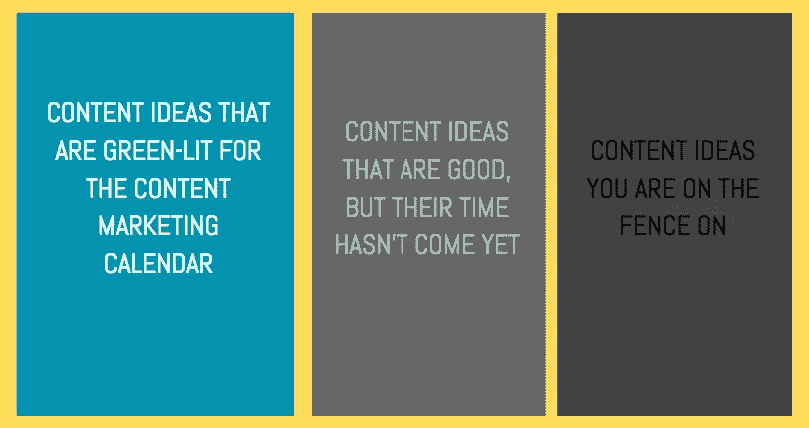 CONTENT IDEAS THAT
ARE GREEN-LIT FOR
THE CONTENT
MARKETING
CALENDAR
CONTENT IDEAS
THAT ARE GOOD,
BUT THEIR TIME
HASN'T COME YET
CONTENT IDEAS
YOU ARE ON THE
FENCE ON